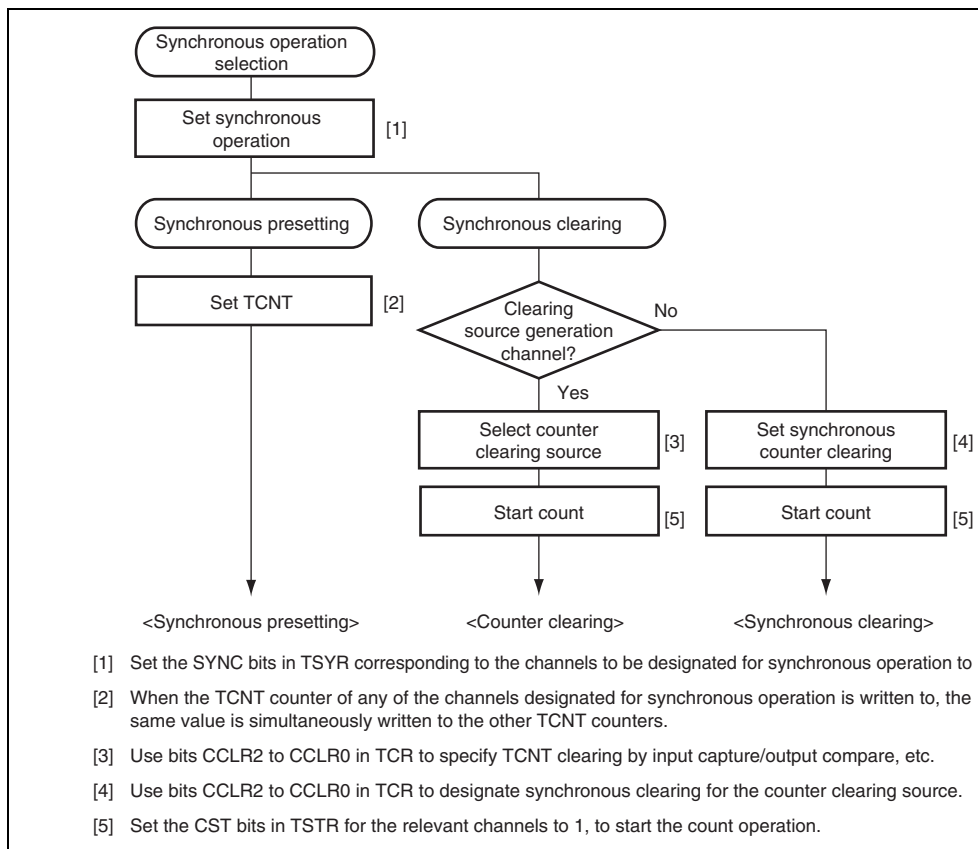 Synchronous operation
selection
Set synchronous
operation
[1]
Synchronous presetting
Synchronous clearing
Set TCNT
[2]
Clearing
source generation
channel?
No
Yes
Select counter
clearing source
[3]
Set synchronous
counter clearing
[4]
Start count
[5]
Start count
[5]
<Synchronous presetting>
<Counter clearing>
<Synchronous clearing>
[1] Set the SYNC bits in TSYR corresponding to the channels to be designated for synchronous operation to
[2] When the TCNT counter of any of the channels designated for synchronous operation is written to, the
same value is simultaneously written to the other TCNT counters.
[3] Use bits CCLR2 to CCLR0 in TCR to specify TCNT clearing by input capture/output compare, etc.
[4] Use bits CCLR2 to CCLR0 in TCR to designate synchronous clearing for the counter clearing source.
[5] Set the CST bits in TSTR for the relevant channels to 1, to start the count operation.